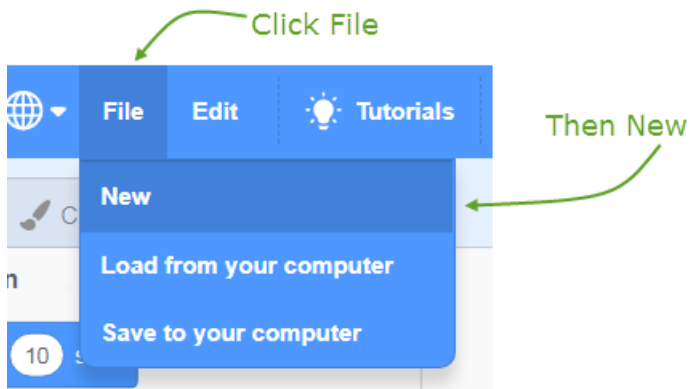 Click File
File Edit Tutorials
Then New
New
C
Load from your computer
n
Save to your computer
10 s